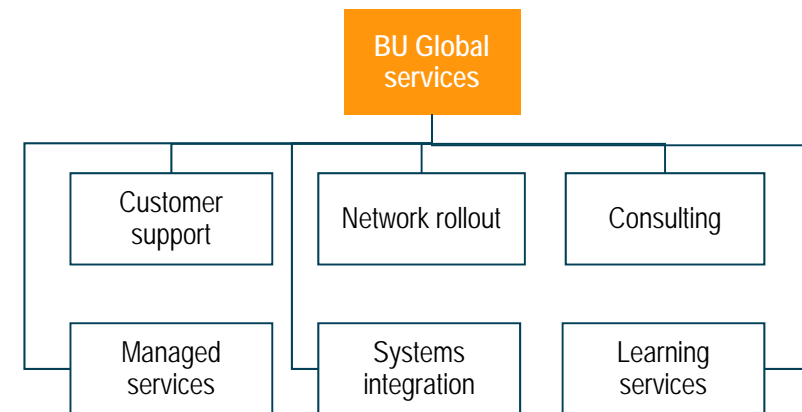 BU Global
services
Customer
support
Network rollout
Consulting
Managed
services
Systems
integration
Learning
services